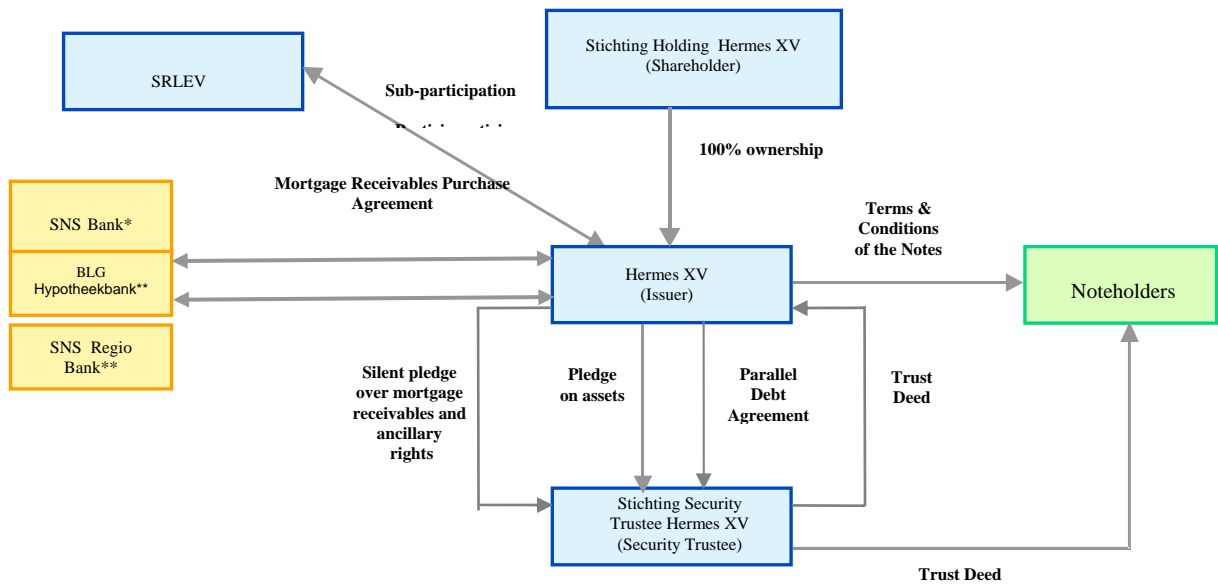 SRLEV
Stichting Holding Hermes XV
(Shareholder)
Sub-participation
100% ownership
Mortgage Receivables Purchase
Agreement
SNS Bank*
BLG
Hypotheekbank**
SNS Regio
Bank**
Hermes XV
(Issuer)
Terms &
Conditions
of the Notes
Noteholders
Silent pledge
over mortgage
receivables and
ancillary
rights
Pledge
on assets
Parallel
Debt
Agreement
Trust
Deed
Stichting Security
Trustee Hermes XV
(Security Trustee)
Trust Deed